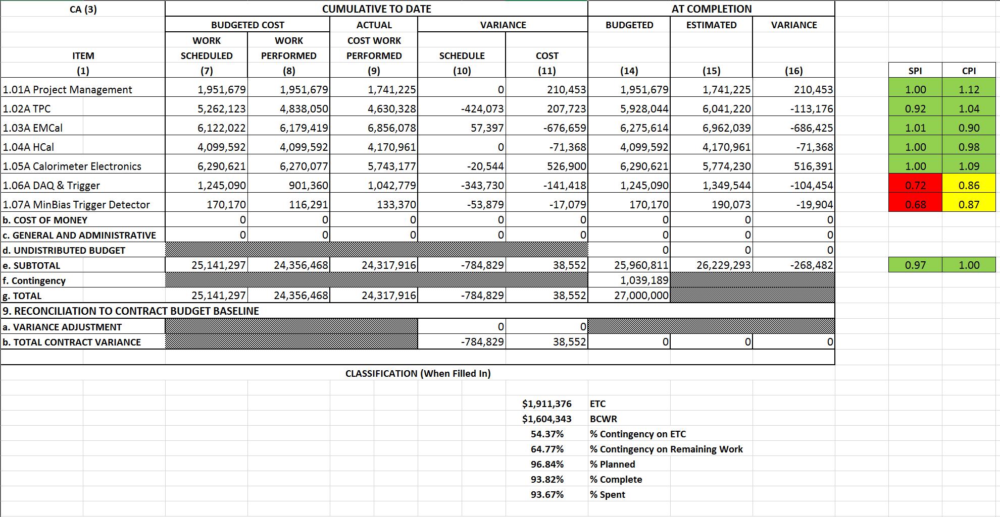 CA (3) CUMULATIVE TO DATE AT COMPLETION
BUDGETED COST ACTUAL VARIANCE BUDGETED ESTIMATED VARIANCE
WORK WORK COST WORK
ITEM SCHEDULED PERFORMED PERFORMED SCHEDULE COST
(1) (7) (8) (9) (10) (11) (14) (15) (16) SPI CPI
1.01A Project Management 1,951,679 1,951,679 1,741,225 0 210,453 1,951,679 1,741,225 210,453 1.00 1.12
1.02A TPC 5,262,123 4,838,050 4,630,328 -424,073 207,723 5,928,044 6,041,220 -113,176 0.92 1.04
1.03A EMCal 6,122,022 6,179,419 6,856,078 57,397 -676,659 6,275,614 6,962,039 -686,425 1.01 0.90
1.04A HCal 4,099,592 4,099,592 4,170,961 0 -71,368 4,099,592 4,170,961 -71,368 1.00 0.98
1.05A Calorimeter Electronics 6,290,621 6,270,077 5,743,177 -20,544 526,900 6,290,621 5,774,230 516,391 1.00 1.09
1.06A DAQ & Trigger 1,245,090 901,360 1,042,779 -343,730 -141,418 1,245,090 1,349,544 -104,454 0.72 0.86
1.07A MinBias Trigger Detector 170,170 116,291 133,370 -53,879 -17,079 170,170 190,073 -19,904 0.68 0.87
b. COST OF MONEY 0 0 0 0 0 0 0 0
c. GENERAL AND ADMINISTRATIVE 0 0 0 0 0 0 0 0
d. UNDISTRIBUTED BUDGET 0 0 0
e. SUBTOTAL 25,141,297 24,356,468 24,317,916 -784,829 38,552 25,960,811 26,229,293 -268,482 0.97 1.00
f. Contingency 1,039,189
g. TOTAL 25,141,297 24,356,468 24,317,916 -784,829 38,552 27,000,000
9. RECONCILIATION TO CONTRACT BUDGET BASELINE
a. VARIANCE ADJUSTMENT 0 0
b. TOTAL CONTRACT VARIANCE -784,829 38,552 0 0 0
CLASSIFICATION (When Filled In)
$1,911,376 ETC
$1,604,343 BCWR
54.37% % Contingency on ETC
64.77% % Contingency on Remaining Work
96.84% % Planned
93.82% % Complete
93.67% % Spent